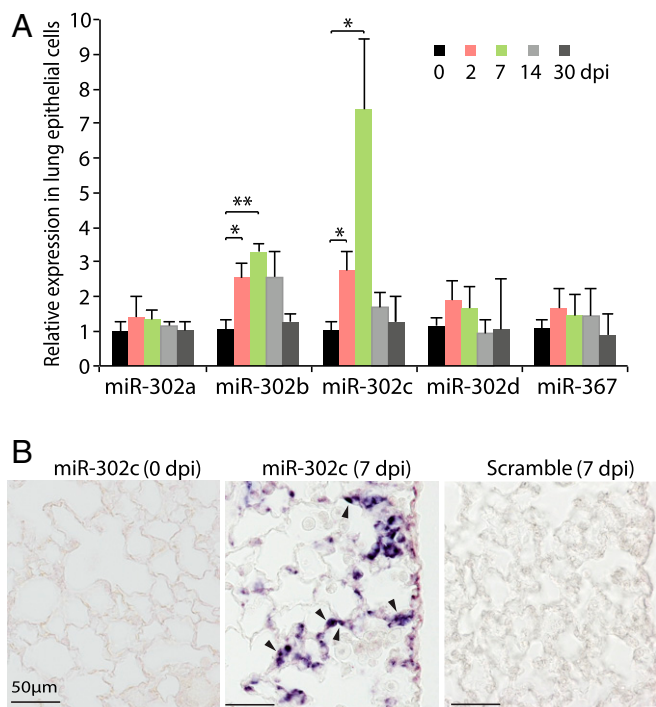 A
Relative expression in lung epithelial cells
10
9
8
7
6
5
4
3
2
1
0
* ** * * *
0 2 7 14 30 dpi
miR-302a miR-302b miR-302c miR-302d miR-367
B
miR-302c (0 dpi) miR-302c (7 dpi) Scramble (7 dpi)
50μm